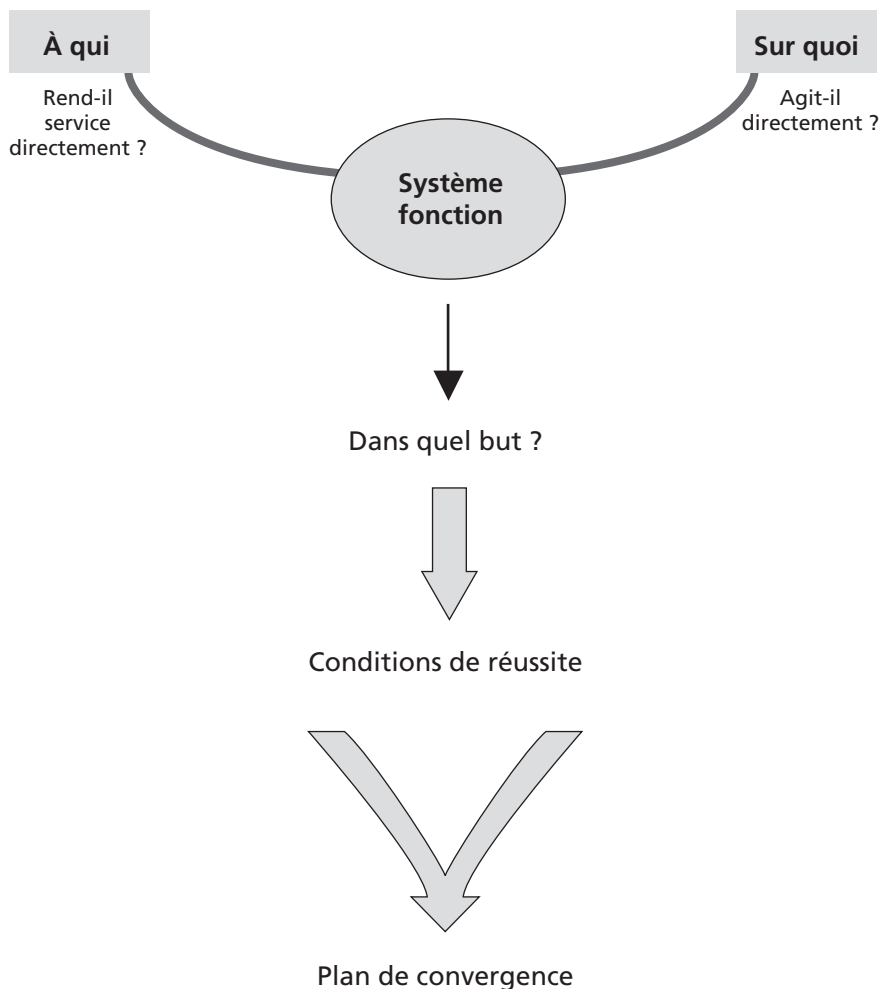 À qui
Rend-il
service
directement ?
Sur quoi
Agit-il
directement ?
Système
fonction
Dans quel but ?
Conditions de réussite
Plan de convergence